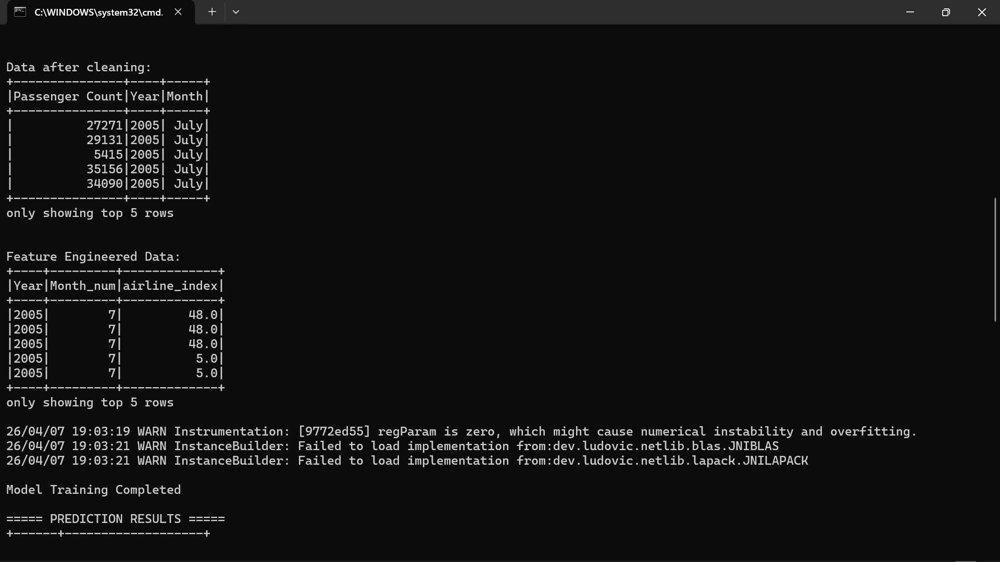 C:\WINDOWS\system32\cmd.
Data after cleaning:
+---------------+----+-----+
|Passenger Count|Year|Month|
+---------------+----+-----+
|          27271|2005| July|
|          29131|2005| July|
|           5415|2005| July|
|          35156|2005| July|
|          34090|2005| July|
+---------------+----+-----+
only showing top 5 rows
Feature Engineered Data:
+----+---------+-------------+
|Year|Month_num|airline_index|
+----+---------+-------------+
|2005|        7|         48.0|
|2005|        7|         48.0|
|2005|        7|         48.0|
|2005|        7|          5.0|
|2005|        7|          5.0|
+----+---------+-------------+
only showing top 5 rows
26/04/07 19:03:19 WARN Instrumentation: [9772ed55] regParam is zero, which might cause numerical instability and overfitting.
26/04/07 19:03:21 WARN InstanceBuilder: Failed to load implementation from:dev.ludovic.netlib.blas.JNIBLAS
26/04/07 19:03:21 WARN InstanceBuilder: Failed to load implementation from:dev.ludovic.netlib.lapack.JNILAPACK
Model Training Completed
===== PREDICTION RESULTS =====
+------+-------------------+